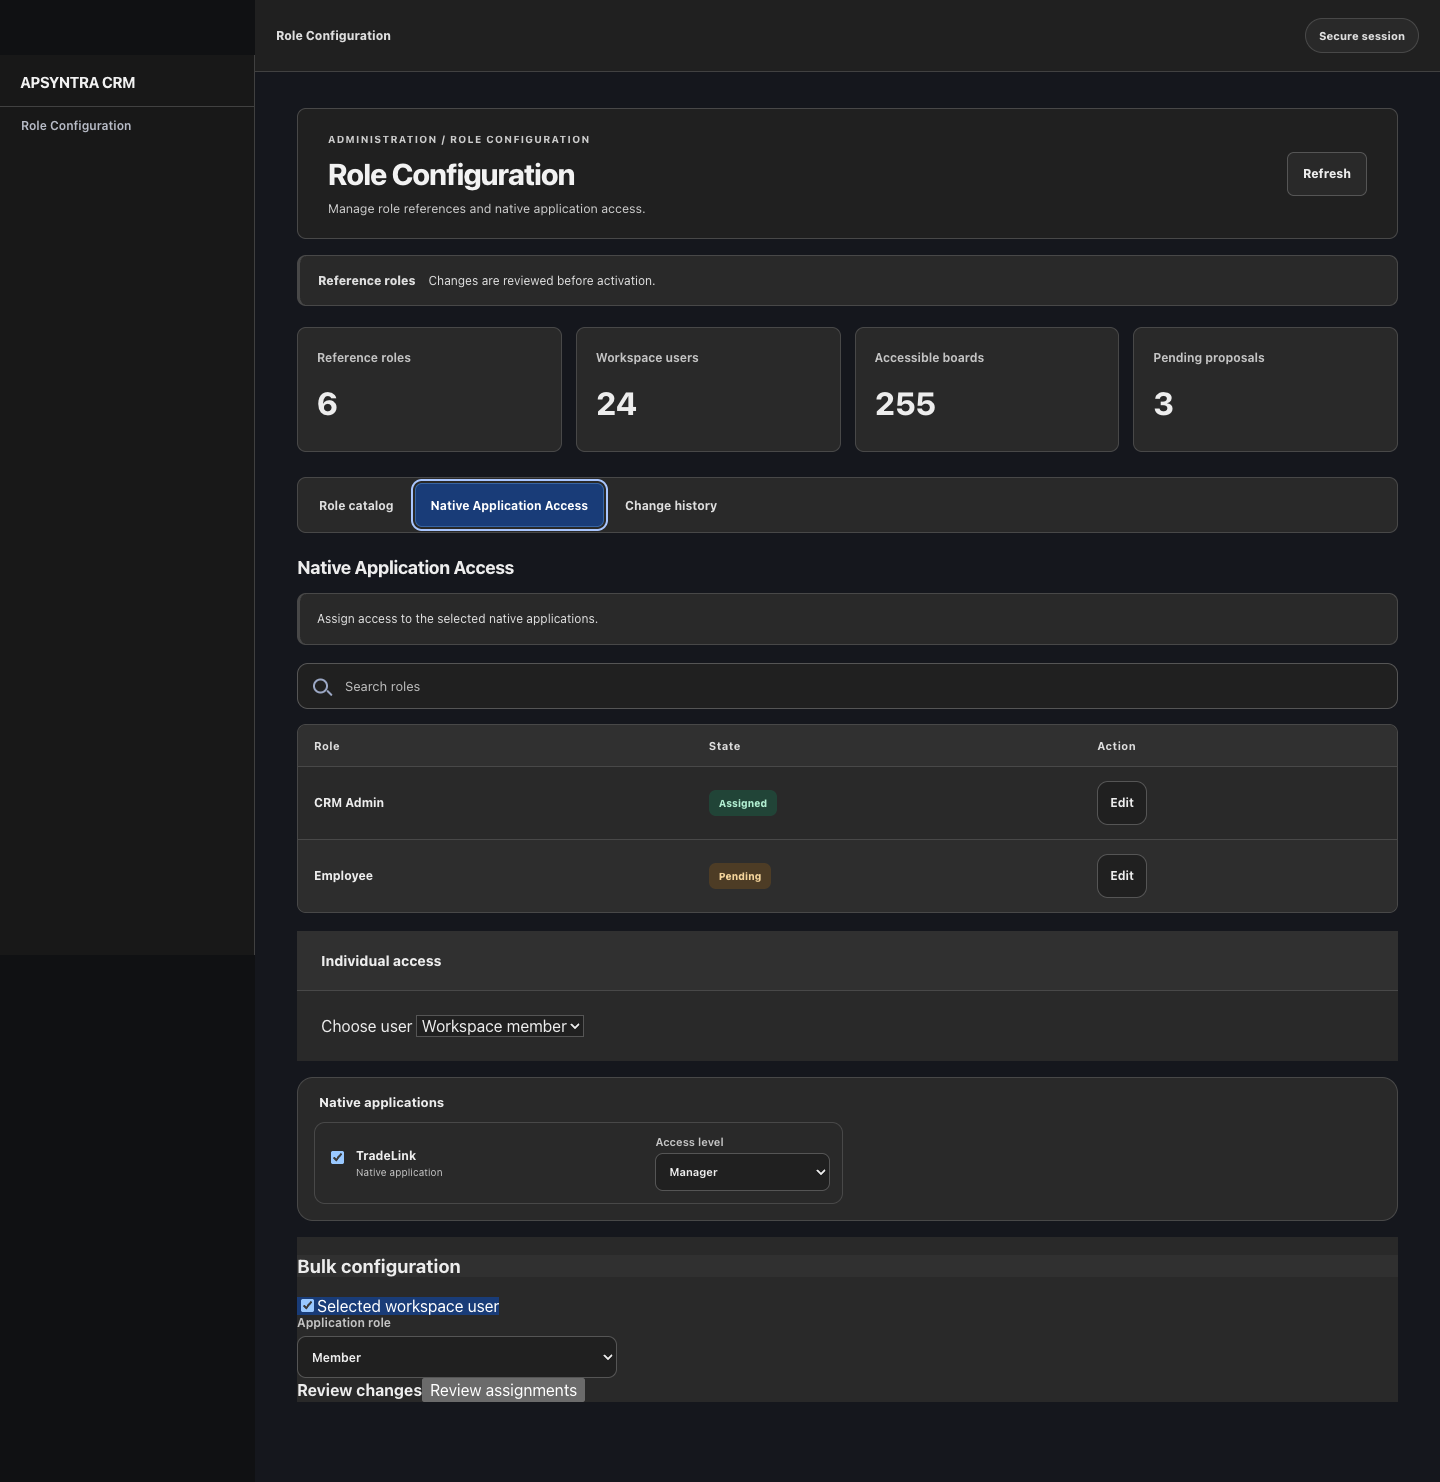 Role Configuration
Secure session
APSYNTRA CRM
Role Configuration
ADMINISTRATION / ROLE CONFIGURATION
Role Configuration
Manage role references and native application access.
Refresh
Reference roles Changes are reviewed before activation.
Reference roles
6
Workspace users
24
Accessible boards
255
Pending proposals
3
Role catalog
Native Application Access
Change history
Native Application Access
Assign access to the selected native applications.
Search roles
Role State Action
CRM Admin Assigned Edit
Employee Pending Edit
Individual access
Choose user Workspace member
Native applications
TradeLink
Native application
Access level
Manager
Bulk configuration
Selected workspace user
Application role
Member
Review changes Review assignments